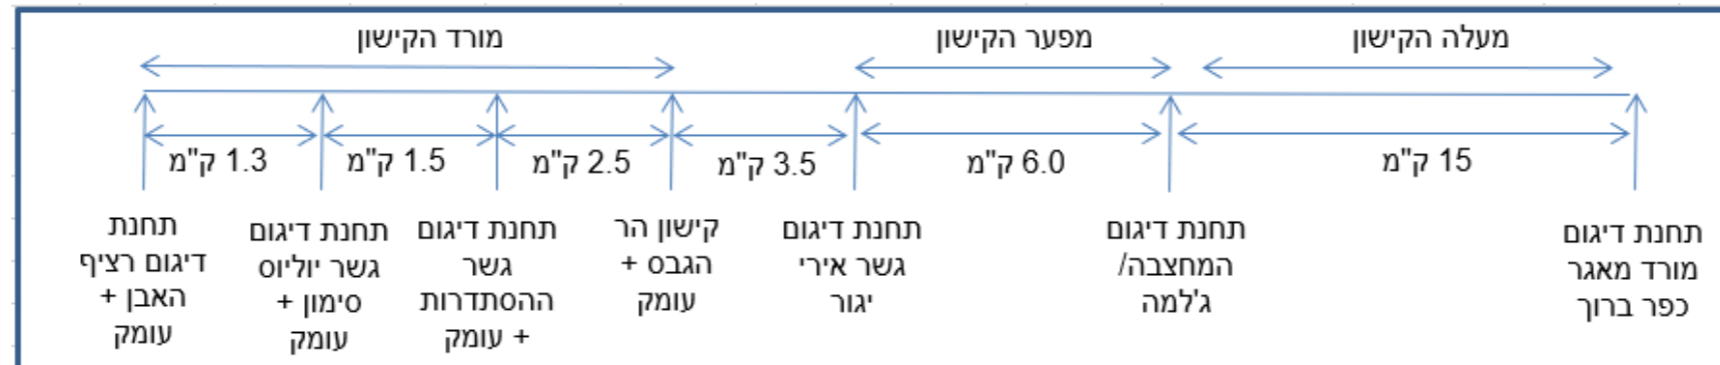 מעלה הקישון
מפער הקישון
מורד הקישון
15 ק"מ
6.0 ק"מ
3.5 ק"מ
2.5 ק"מ
1.5 ק"מ
1.3 ק"מ
תחנת דיגום
מורד מאגר
כפר ברוך
תחנת דיגום
המחצבה/
ג'למה
תחנת דיגום
גשר אירי
יגור
קישון הר
הגבס +
עומק
תחנת דיגום
גשר
ההסתדרות
+ עומק
תחנת דיגום
גשר יוליוס
סימון +
עומק
תחנת
דיגום רציף
האבן +
עומק